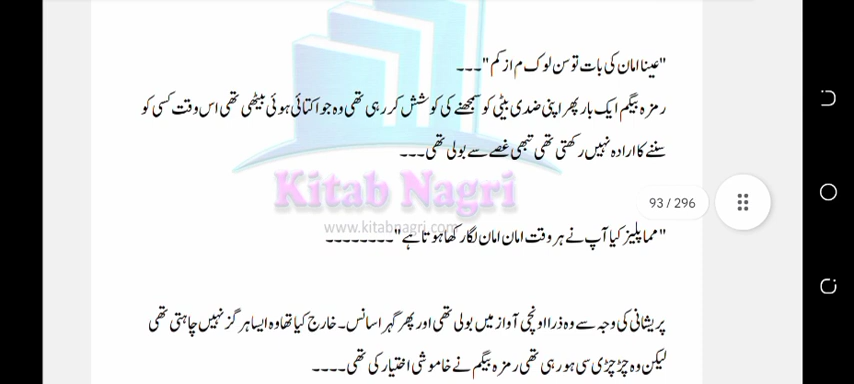 "عینا امان کی بات تو سن لو ک م از کم"۔۔۔
رمزہ بیگم ایک بار پھر اپنی ضدی بیٹی کو سمجھنے کی کوشش کر رہی تھی وہ جو اکتائی ہوئی بیٹھی تھی اس وقت کسی کو
سننے کا ارادہ نہیں رکھتی تھی تبھی غصے سے بولی تھی۔۔۔
Kitab Nagri
93 / 296
www.kitabnagri.com
"مما پلیز کیا آپ نے ہر وقت امان امان لگا رکھا ہوتا ہے"۔۔۔۔۔۔۔۔
پریشانی کی وجہ سے وہ ذرا اونچی آواز میں بولی تھی اور پھر گہرا سانس۔ خارج کیا تھا وہ ایسا ہر گز نہیں چاہتی تھی
لیکن وہ چڑچڑی سی ہو رہی تھی رمزہ بیگم نے خاموشی اختیار کی تھی۔۔۔۔